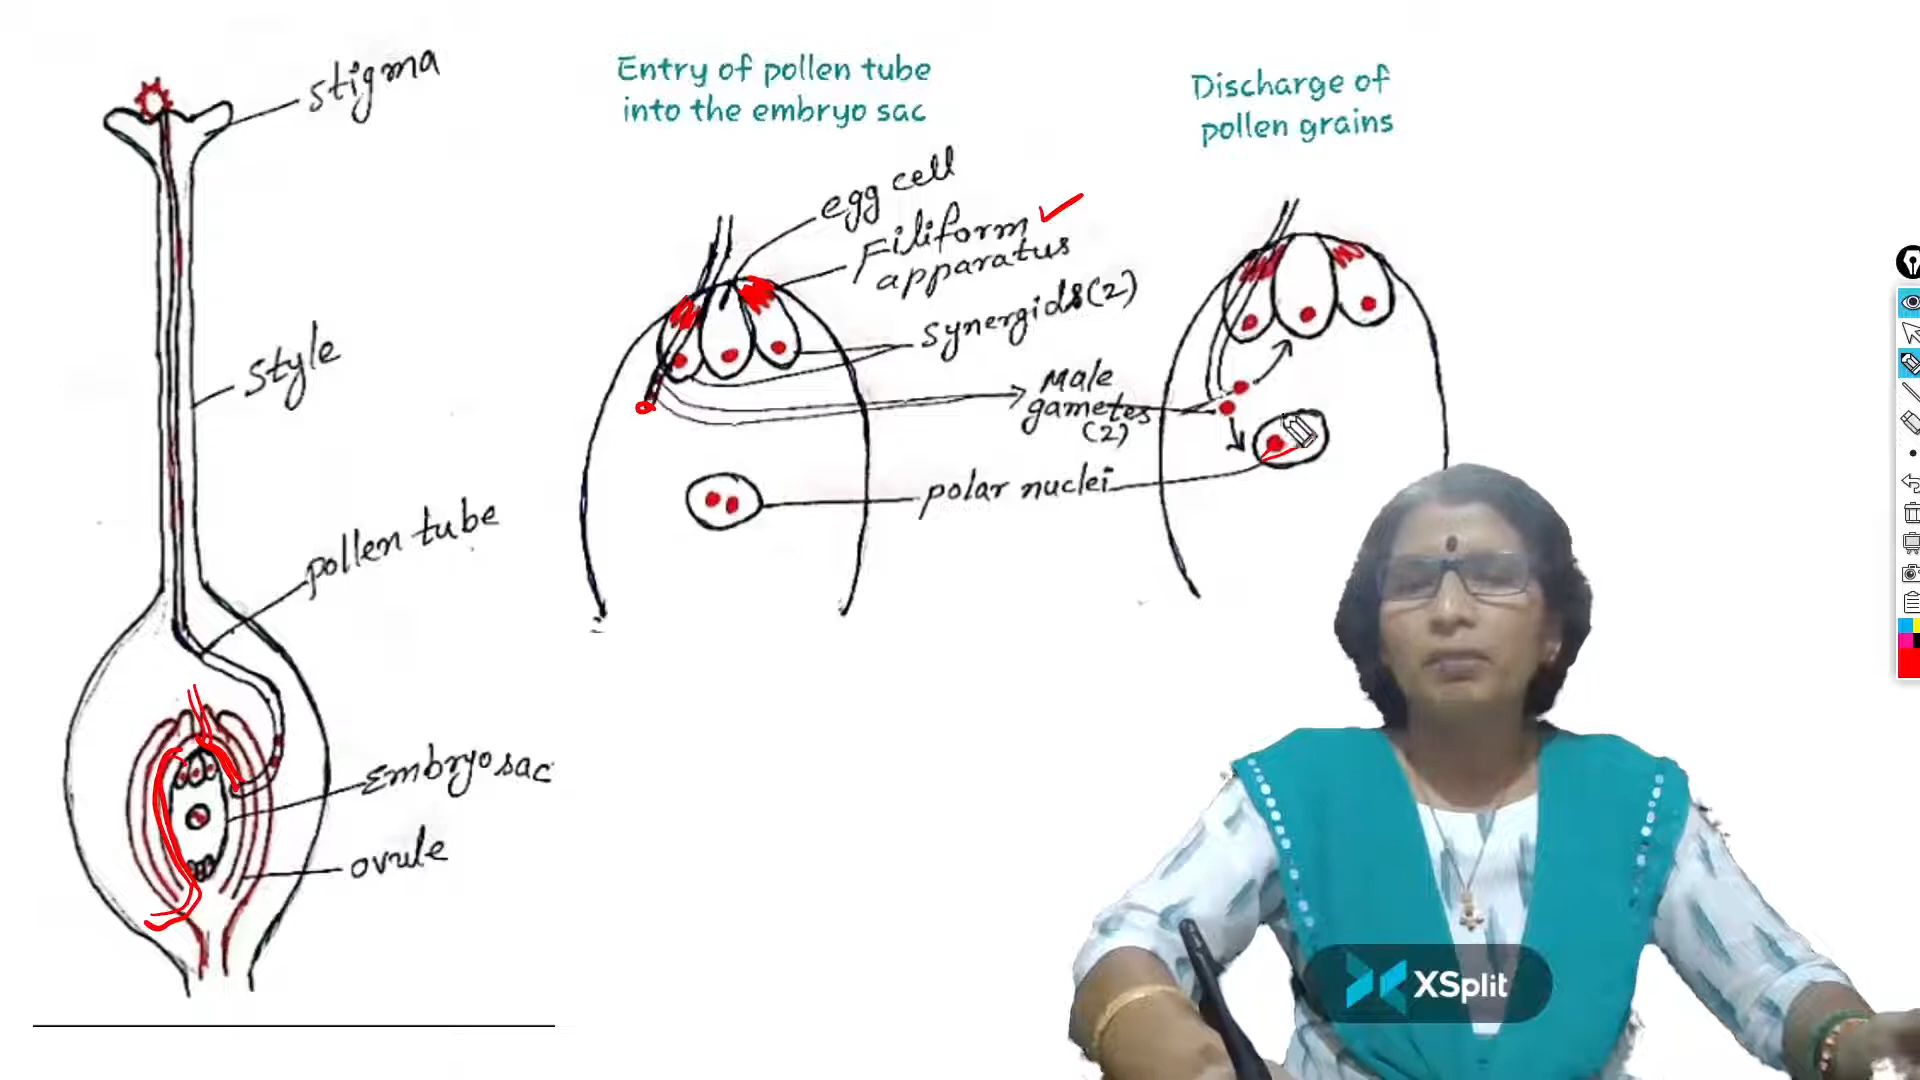 stigma
style
pollen tube
Embryo sac
ovule
Entry of pollen tube
into the embryo sac
egg cell
Filiform
apparatus
synergids(2)
Male
gametes
(2)
polar nuclei
Discharge of
pollen grains
XSplit